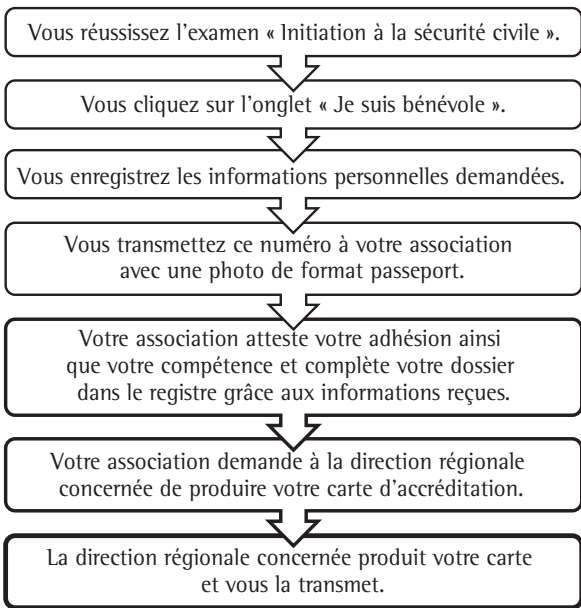 Vous réussissez l’examen « Initiation à la sécurité civile ».
Vous cliquez sur l’onglet « Je suis bénévole ».
Vous enregistrez les informations personnelles demandées.
Vous transmettez ce numéro à votre association
avec une photo de format passeport.
Votre association atteste votre adhésion ainsi
que votre compétence et complète votre dossier
dans le registre grâce aux informations reçues.
Votre association demande à la direction régionale
concernée de produire votre carte d’accréditation.
La direction régionale concernée produit votre carte
et vous la transmet.